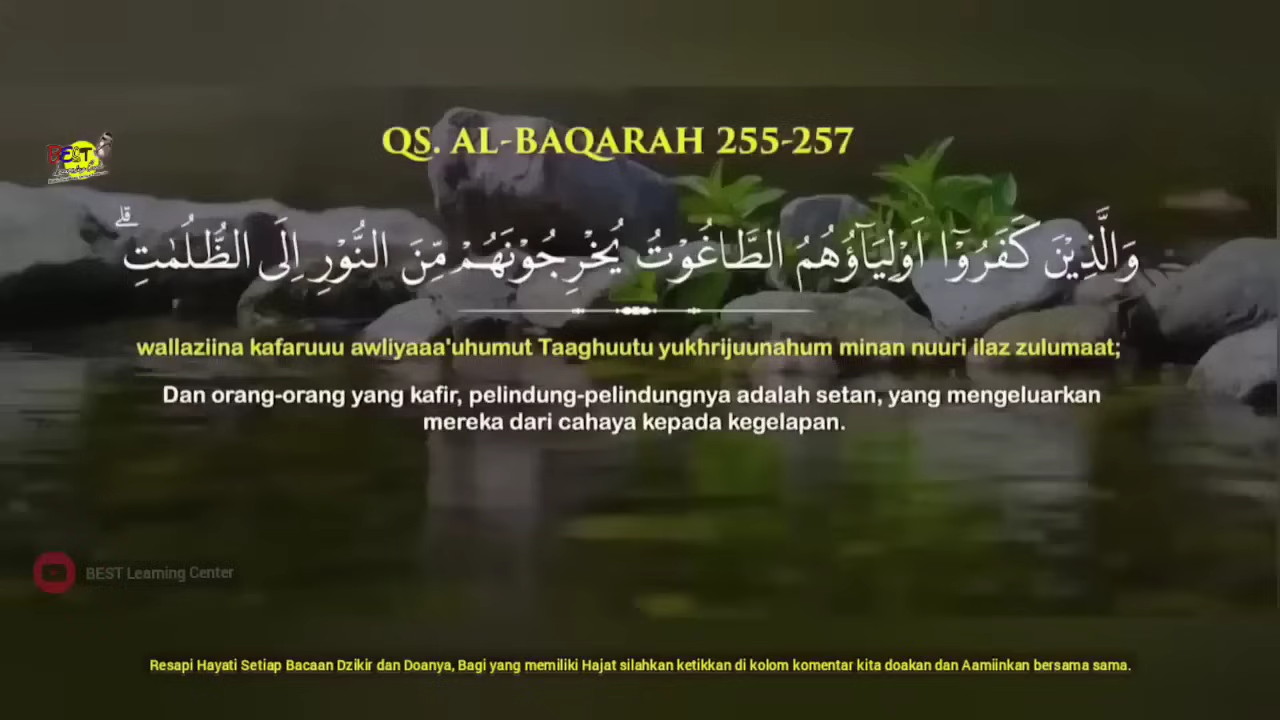 BEST
QS. AL-BAQARAH 255-257
وَالَّذِيْنَ كَفَرُوْٓا اَوْلِيَاۤؤُهُمُ الطَّاغُوْتُ يُخْرِجُوْنَهُمْ مِّنَ النُّوْرِ اِلَى الظُّلُمٰتِۗ
wallaziina kafaruuu awliyaaa'uhumut Taaghuutu yukhrijuunahum minan nuuri ilaz zulumaat;
Dan orang-orang yang kafir, pelindung-pelindungnya adalah setan, yang mengeluarkan
mereka dari cahaya kepada kegelapan.
BEST Learning Center
Resapi Hayati Setiap Bacaan Dzikir dan Doanya, Bagi yang memiliki Hajat silahkan ketikkan di kolom komentar kita doakan dan Aamiinkan bersama sama.